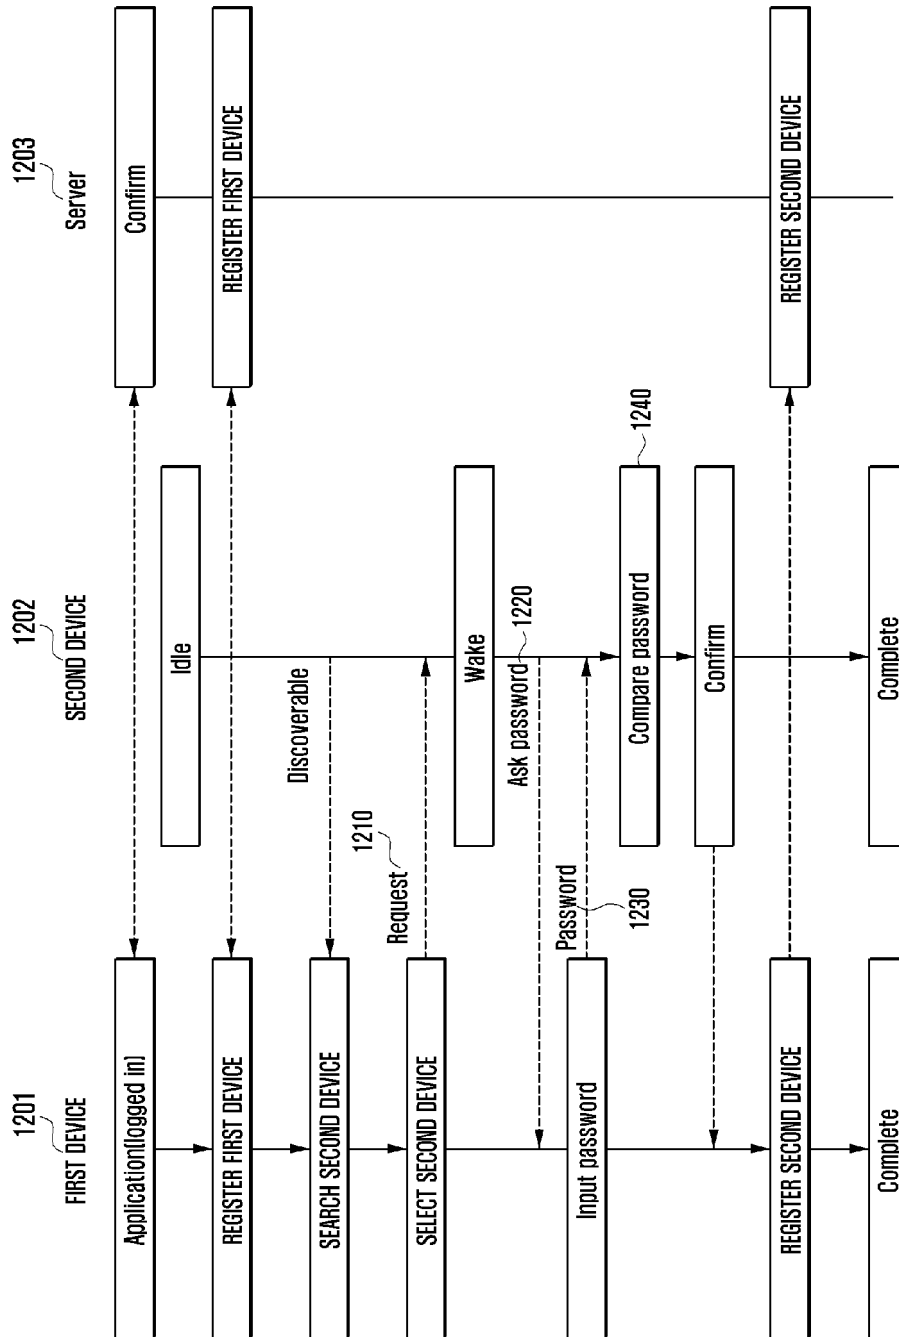 1201
FIRST DEVICE
1202
SECOND DEVICE
1203
Server
Application(logged in)
Confirm
Idle
REGISTER FIRST DEVICE
REGISTER FIRST DEVICE
SEARCH SECOND DEVICE
Discoverable
SELECT SECOND DEVICE
Request
1210
Wake
Ask password
1220
Input password
Password
1230
Compare password
1240
Confirm
REGISTER SECOND DEVICE
REGISTER SECOND DEVICE
Complete
Complete